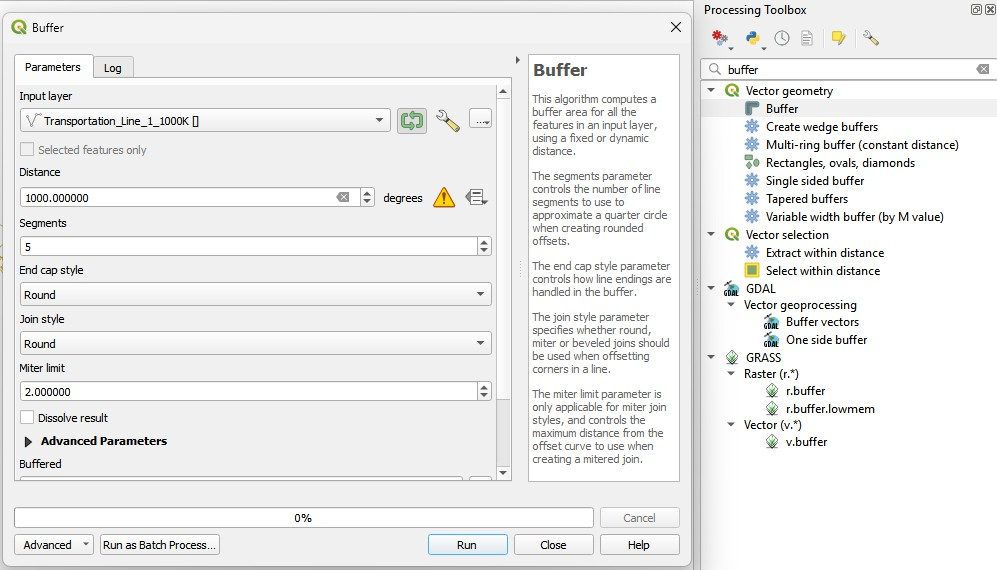 Buffer
Parameters
Log
Input layer
Transportation_Line_1_1000K []
...
Selected features only
Distance
1000.000000
degrees
Segments
5
End cap style
Round
Join style
Round
Miter limit
2.000000
Dissolve result
Advanced Parameters
Buffered
Buffer
This algorithm computes a
buffer area for all the
features in an input layer,
using a fixed or dynamic
distance.
The segments parameter
controls the number of line
segments to use to
approximate a quarter circle
when creating rounded
offsets.
The end cap style parameter
controls how line endings are
handled in the buffer.
The join style parameter
specifies whether round,
miter or beveled joins should
be used when offsetting
corners in a line.
The miter limit parameter is
only applicable for miter join
styles, and controls the
maximum distance from the
offset curve to use when
creating a mitered join.
0%
Cancel
Advanced
Run as Batch Process...
Run
Close
Help
Processing Toolbox
buffer
Vector geometry
Buffer
Create wedge buffers
Multi-ring buffer (constant distance)
Rectangles, ovals, diamonds
Single sided buffer
Tapered buffers
Variable width buffer (by M value)
Vector selection
Extract within distance
Select within distance
GDAL
Vector geoprocessing
GDAL Buffer vectors
GDAL One side buffer
GRASS
Raster (r.*)
r.buffer
r.buffer.lowmem
Vector (v.*)
v.buffer